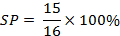 SP = 15/16 × 100%